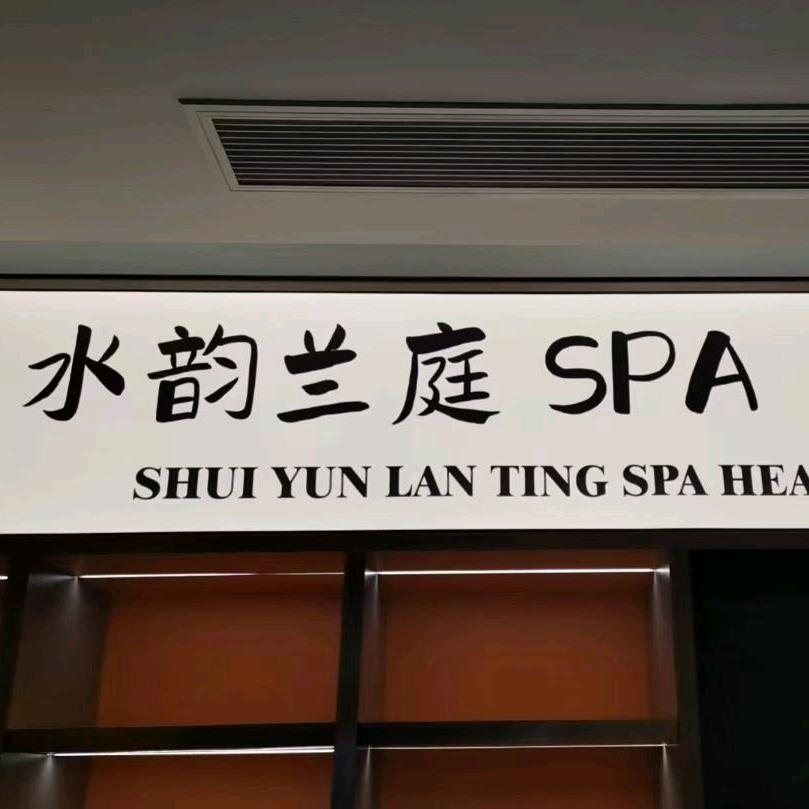 水韵兰庭 SPA
SHUI YUN LAN TING SPA